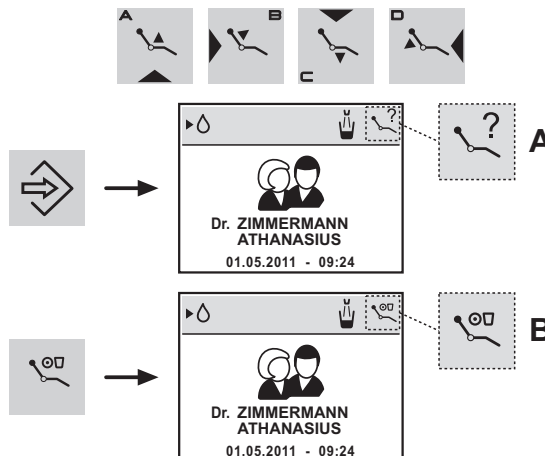 A B C D
?
? A
Dr. ZIMMERMANN
ATHANASIUS
01.05.2011 - 09:24
B
Dr. ZIMMERMANN
ATHANASIUS
01.05.2011 - 09:24